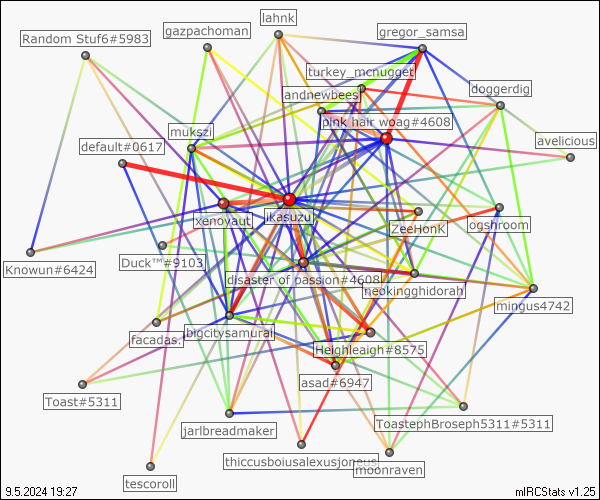 lahnk
gazpachoman
gregor_samsa
Random Stuf6#5983
turkey_mcnugget
doggerdig
andnewbees
pink hair woag#4608
mukszi
default#0617
avelicious
xenoyaut
ikasuzu
ZeeHonK
ogshroom
Duck™#9103
Knowun#6424
disaster of passion#4608
neokingghidorah
mingus4742
bigcitysamurai
facadas.
Heighleaigh#8575
asad#6947
Toast#5311
ToastephBroseph5311#5311
jarlbreadmaker
thiccusboiusalexusjoneus
moonraven
tescoroll
9.5.2024 19:27
mIRCStats v1.25